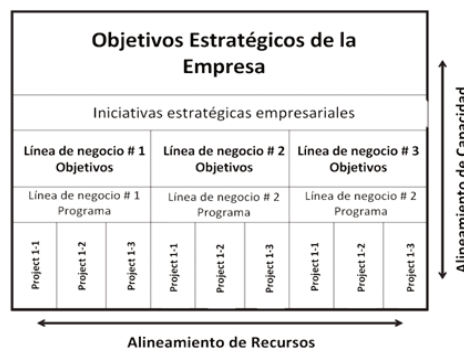 Objetivos Estratégicos de la
Empresa
Iniciativas estratégicas empresariales
Línea de negocio # 1
Objetivos
Línea de negocio # 2
Objetivos
Línea de negocio # 3
Objetivos
Línea de negocio # 1
Programa
Línea de negocio # 2
Programa
Línea de negocio # 2
Programa
Project 1-1
Project 1-2
Project 1-3
Project 1-1
Project 1-2
Project 1-3
Project 1-1
Project 1-2
Project 1-3
Alineamiento de Capacidad
Alineamiento de Recursos